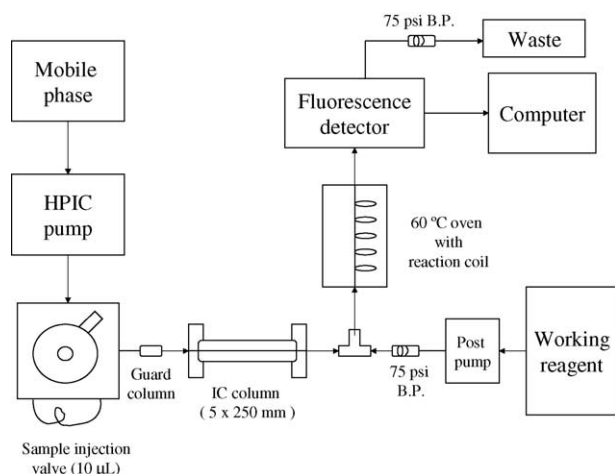 75 psi B.P.
Waste
Mobile
phase
Fluorescence
detector
Computer
HPIC
pump
60 ºC oven
with
reaction coil
Guard
column
IC column
( 5 x 250 mm )
75 psi
B.P.
Post
pump
Working
reagent
Sample injection
valve (10 µL)